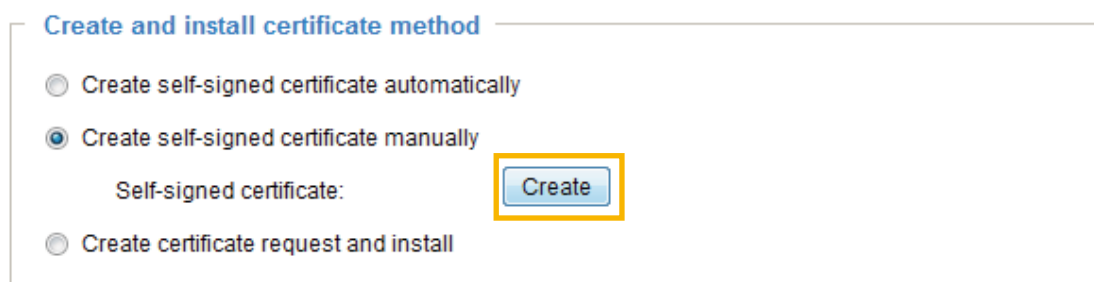 Create and install certificate method
Create self-signed certificate automatically
Create self-signed certificate manually
Self-signed certificate: Create
Create certificate request and install